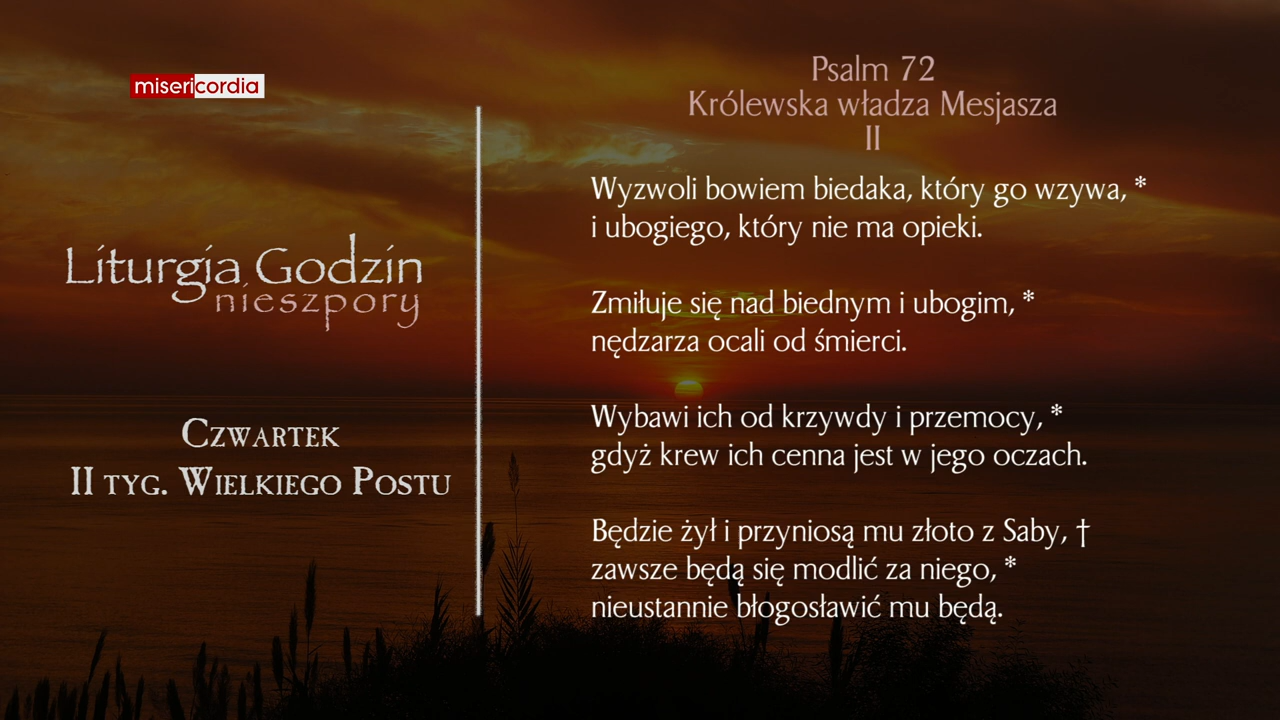 misericordia
Liturgia Godzin
nieszpory
Czwartek
II tyg. Wielkiego Postu
Psalm 72
Królewska władza Mesjasza
II
Wyzwoli bowiem biedaka, który go wzywa, *
i ubogiego, który nie ma opieki.
Zmiłuje się nad biednym i ubogim, *
nędzarza ocali od śmierci.
Wybawi ich od krzywdy i przemocy, *
gdyż krew ich cenna jest w jego oczach.
Będzie żył i przyniosą mu złoto z Saby, †
zawsze będą się modlić za niego, *
nieustannie błogosławić mu będą.